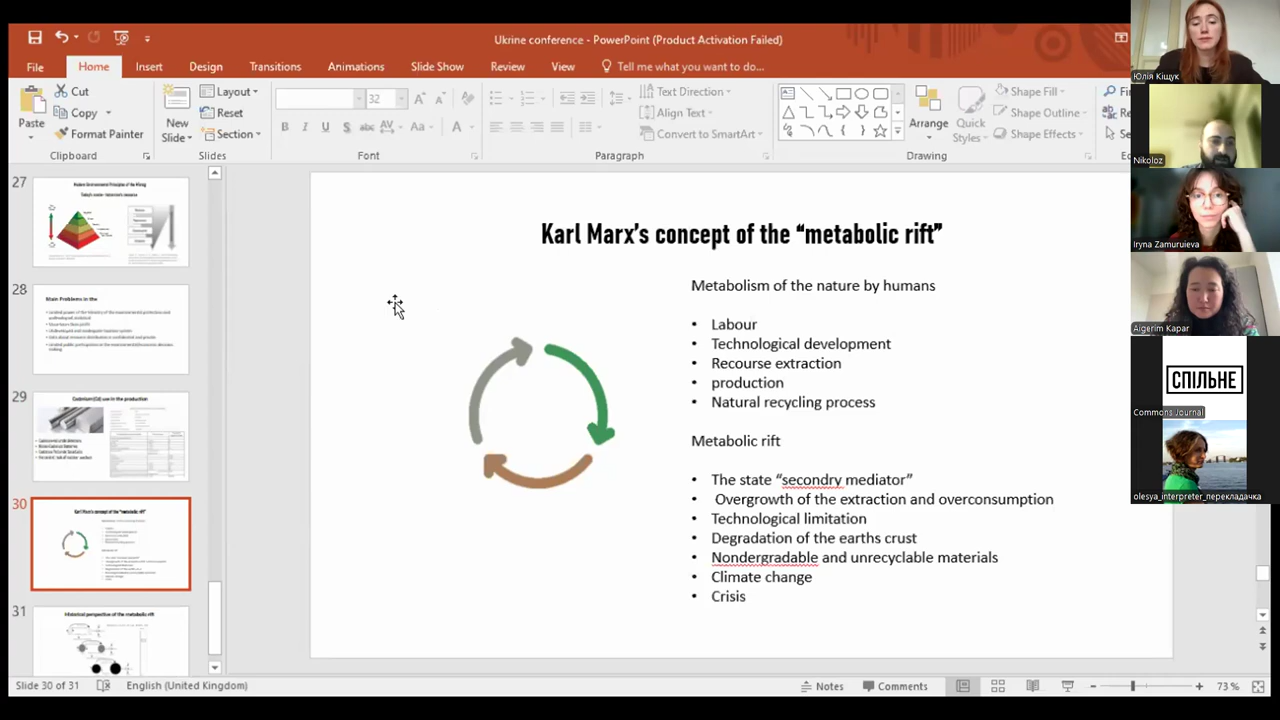 Ukrine conference - PowerPoint (Product Activation Failed)
File Home Insert Design Transitions Animations Slide Show Review View Tell me what you want to do...
Paste
Cut
Copy
Format Painter
Clipboard
New Slide
Layout
Reset
Section
Slides
32
Font
Text Direction
Align Text
Convert to SmartArt
Paragraph
Arrange
Quick Styles
Shape Fill
Shape Outline
Shape Effects
Drawing
27
28
Main Problems in the
29
Cadmium(Cd) use in the production
30
Karl Marx's concept of the "metabolic rift"
31
Historical perspective of the metabolic rift
Karl Marx's concept of the “metabolic rift”
Metabolism of the nature by humans
• Labour
• Technological development
• Recourse extraction
• production
• Natural recycling process
Metabolic rift
• The state “secondry mediator”
• Overgrowth of the extraction and overconsumption
• Technological limitation
• Degradation of the earths crust
• Nondergradable and unrecyclable materials
• Climate change
• Crisis
Юлія Кіщук
Nikoloz
Iryna Zamuruieva
Aigerim Kapar
СПІЛЬНЕ
Commons Journal
olesya_interpreter_перекладачка
Slide 30 of 31 English (United Kingdom) Notes Comments 73 %